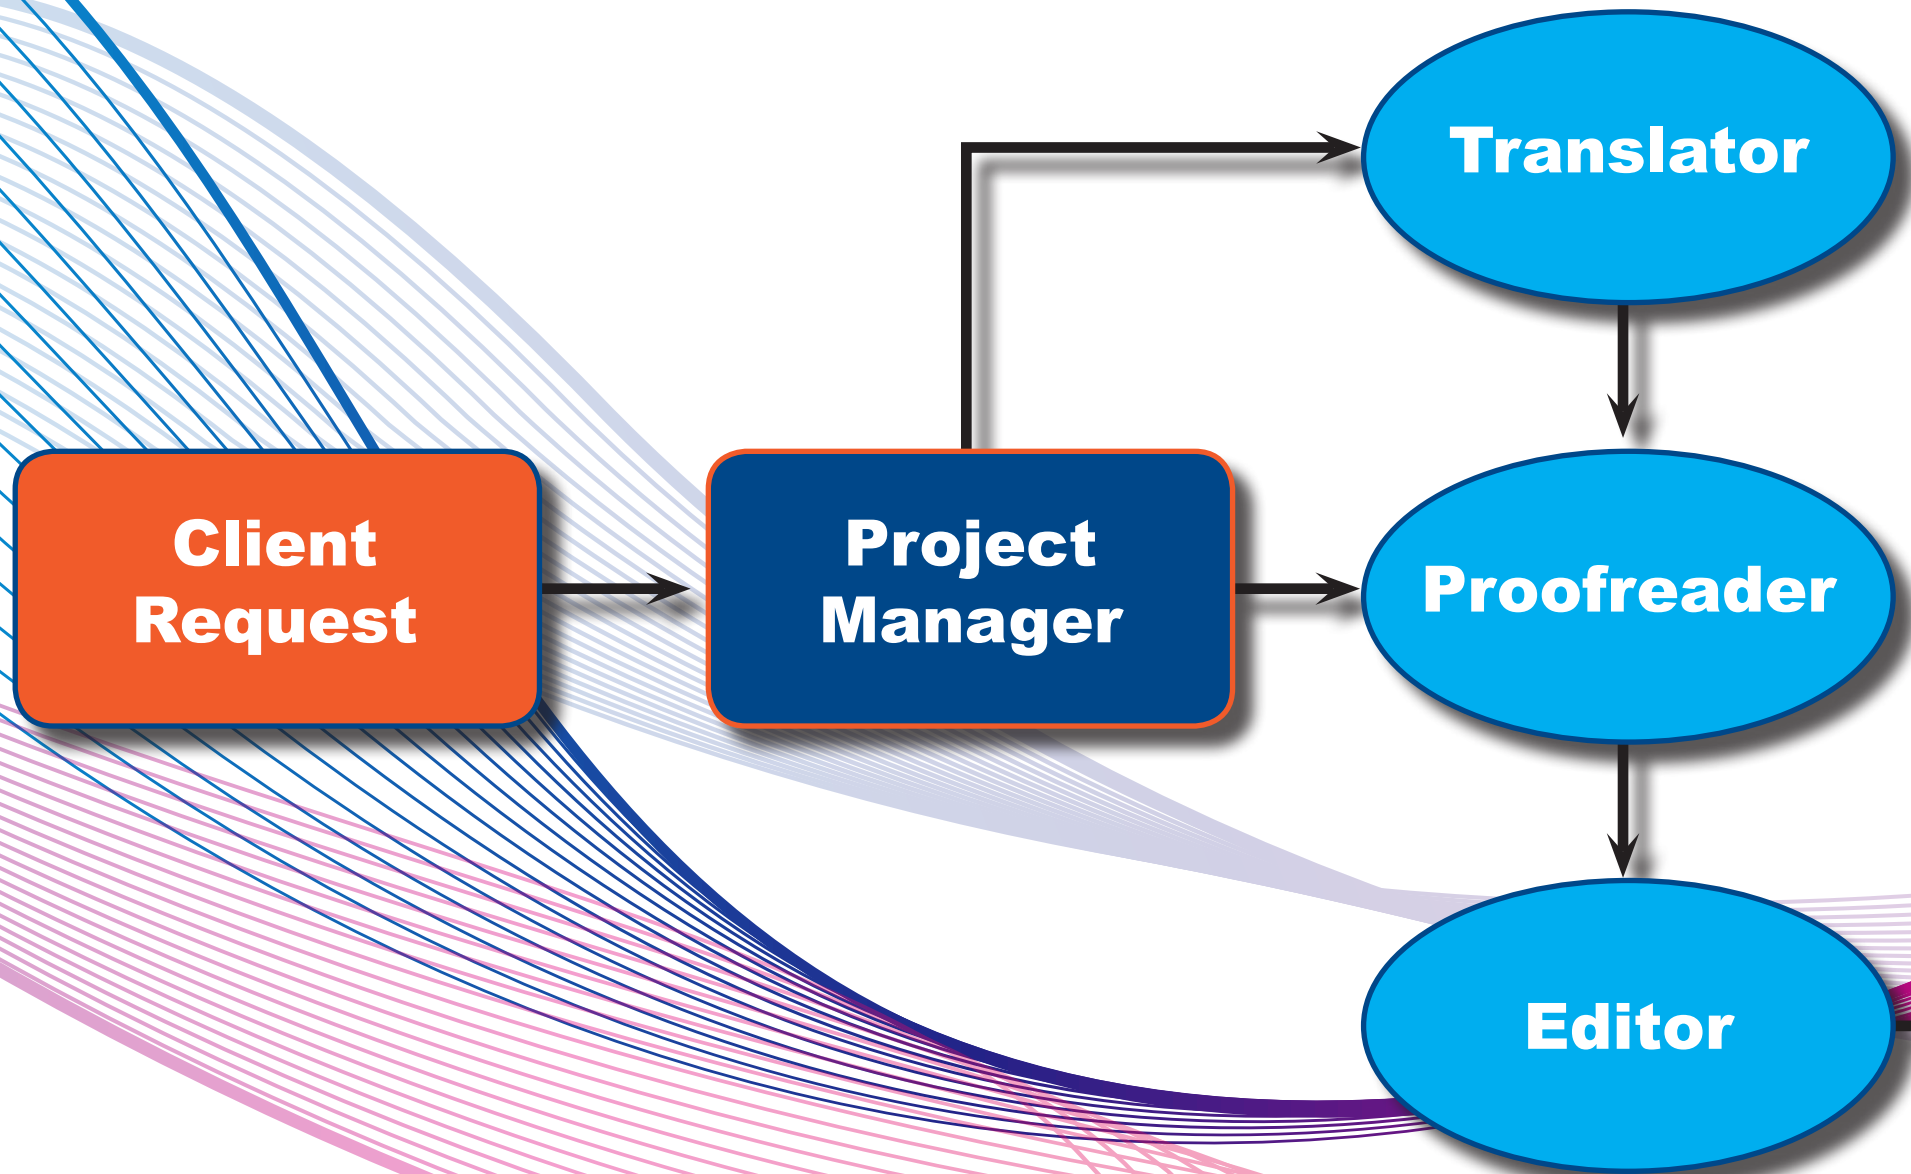 Translator
Client
Request
Project
Manager
Proofreader
Editor